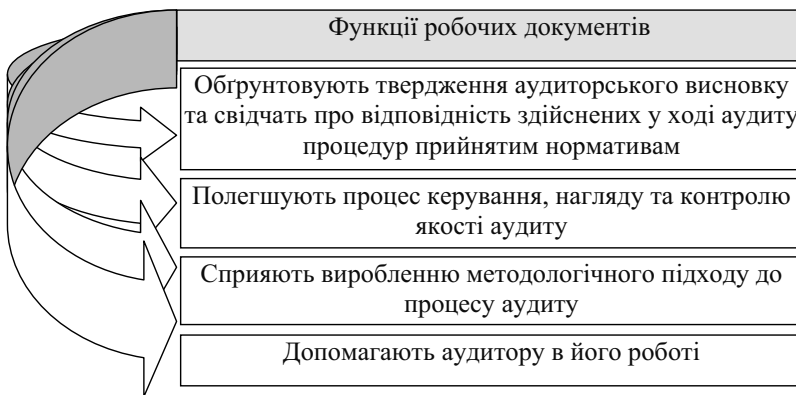 Функції робочих документів
Обґрунтовують твердження аудиторського висновку
та свідчать про відповідність здійснених у ході аудиту
процедур прийнятим нормативам
Полегшують процес керування, нагляду та контролю
якості аудиту
Сприяють виробленню методологічного підходу до
процесу аудиту
Допомагають аудитору в його роботі